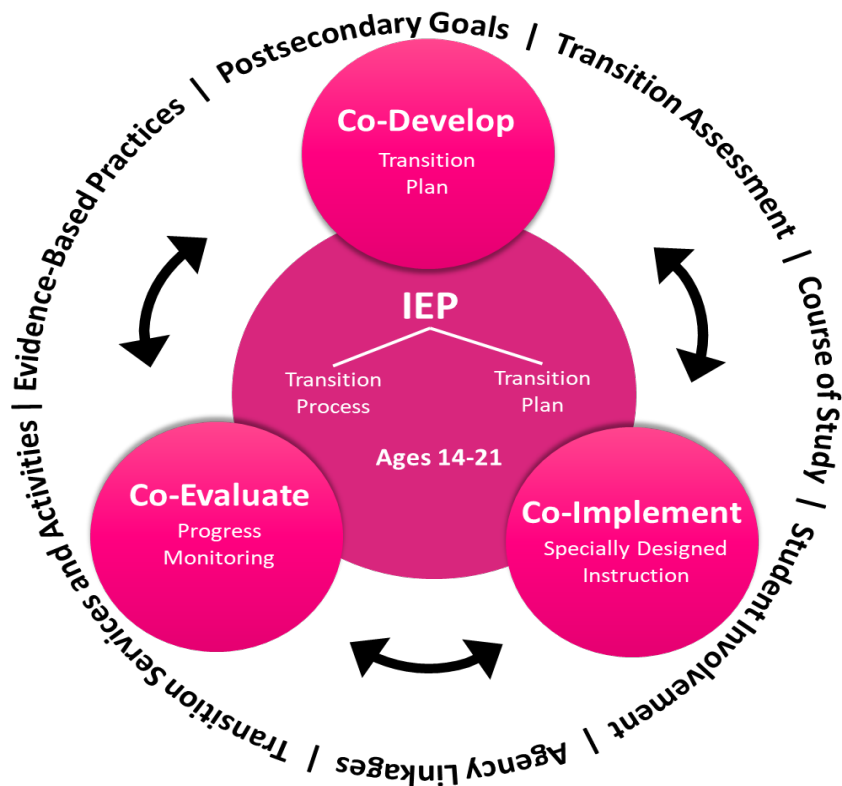 Postsecondary Goals | Transition Assessment | Course of Study | Student Involvement | Agency Linkages | Transition Services and Activities | Evidence-Based Practices |
Co-Develop
Transition
Plan
IEP
Transition
Process
Transition
Plan
Ages 14-21
Co-Evaluate
Progress
Monitoring
Co-Implement
Specially Designed
Instruction